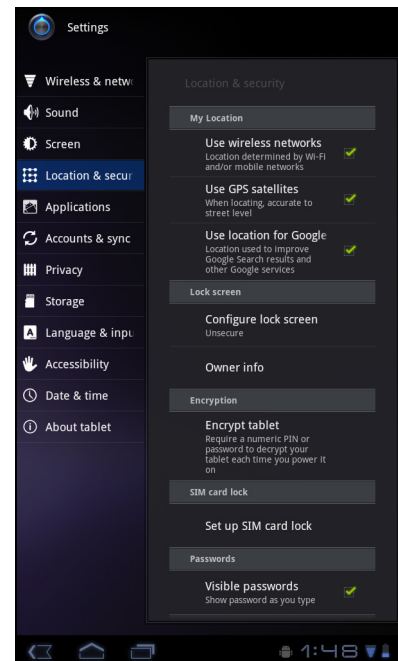 Settings
Wireless & netw
Sound
Screen
Location & secur
Applications
Accounts & sync
Privacy
Storage
Language & inpu
Accessibility
Date & time
About tablet
Location & security
My Location
Use wireless networks
Location determined by Wi-Fi
and/or mobile networks
Use GPS satellites
When locating, accurate to
street level
Use location for Google
Location used to improve
Google Search results and
other Google services
Lock screen
Configure lock screen
Unsecure
Owner info
Encryption
Encrypt tablet
Require a numeric PIN or
password to decrypt your
tablet each time you power it
on
SIM card lock
Set up SIM card lock
Passwords
Visible passwords
Show password as you type
1:48